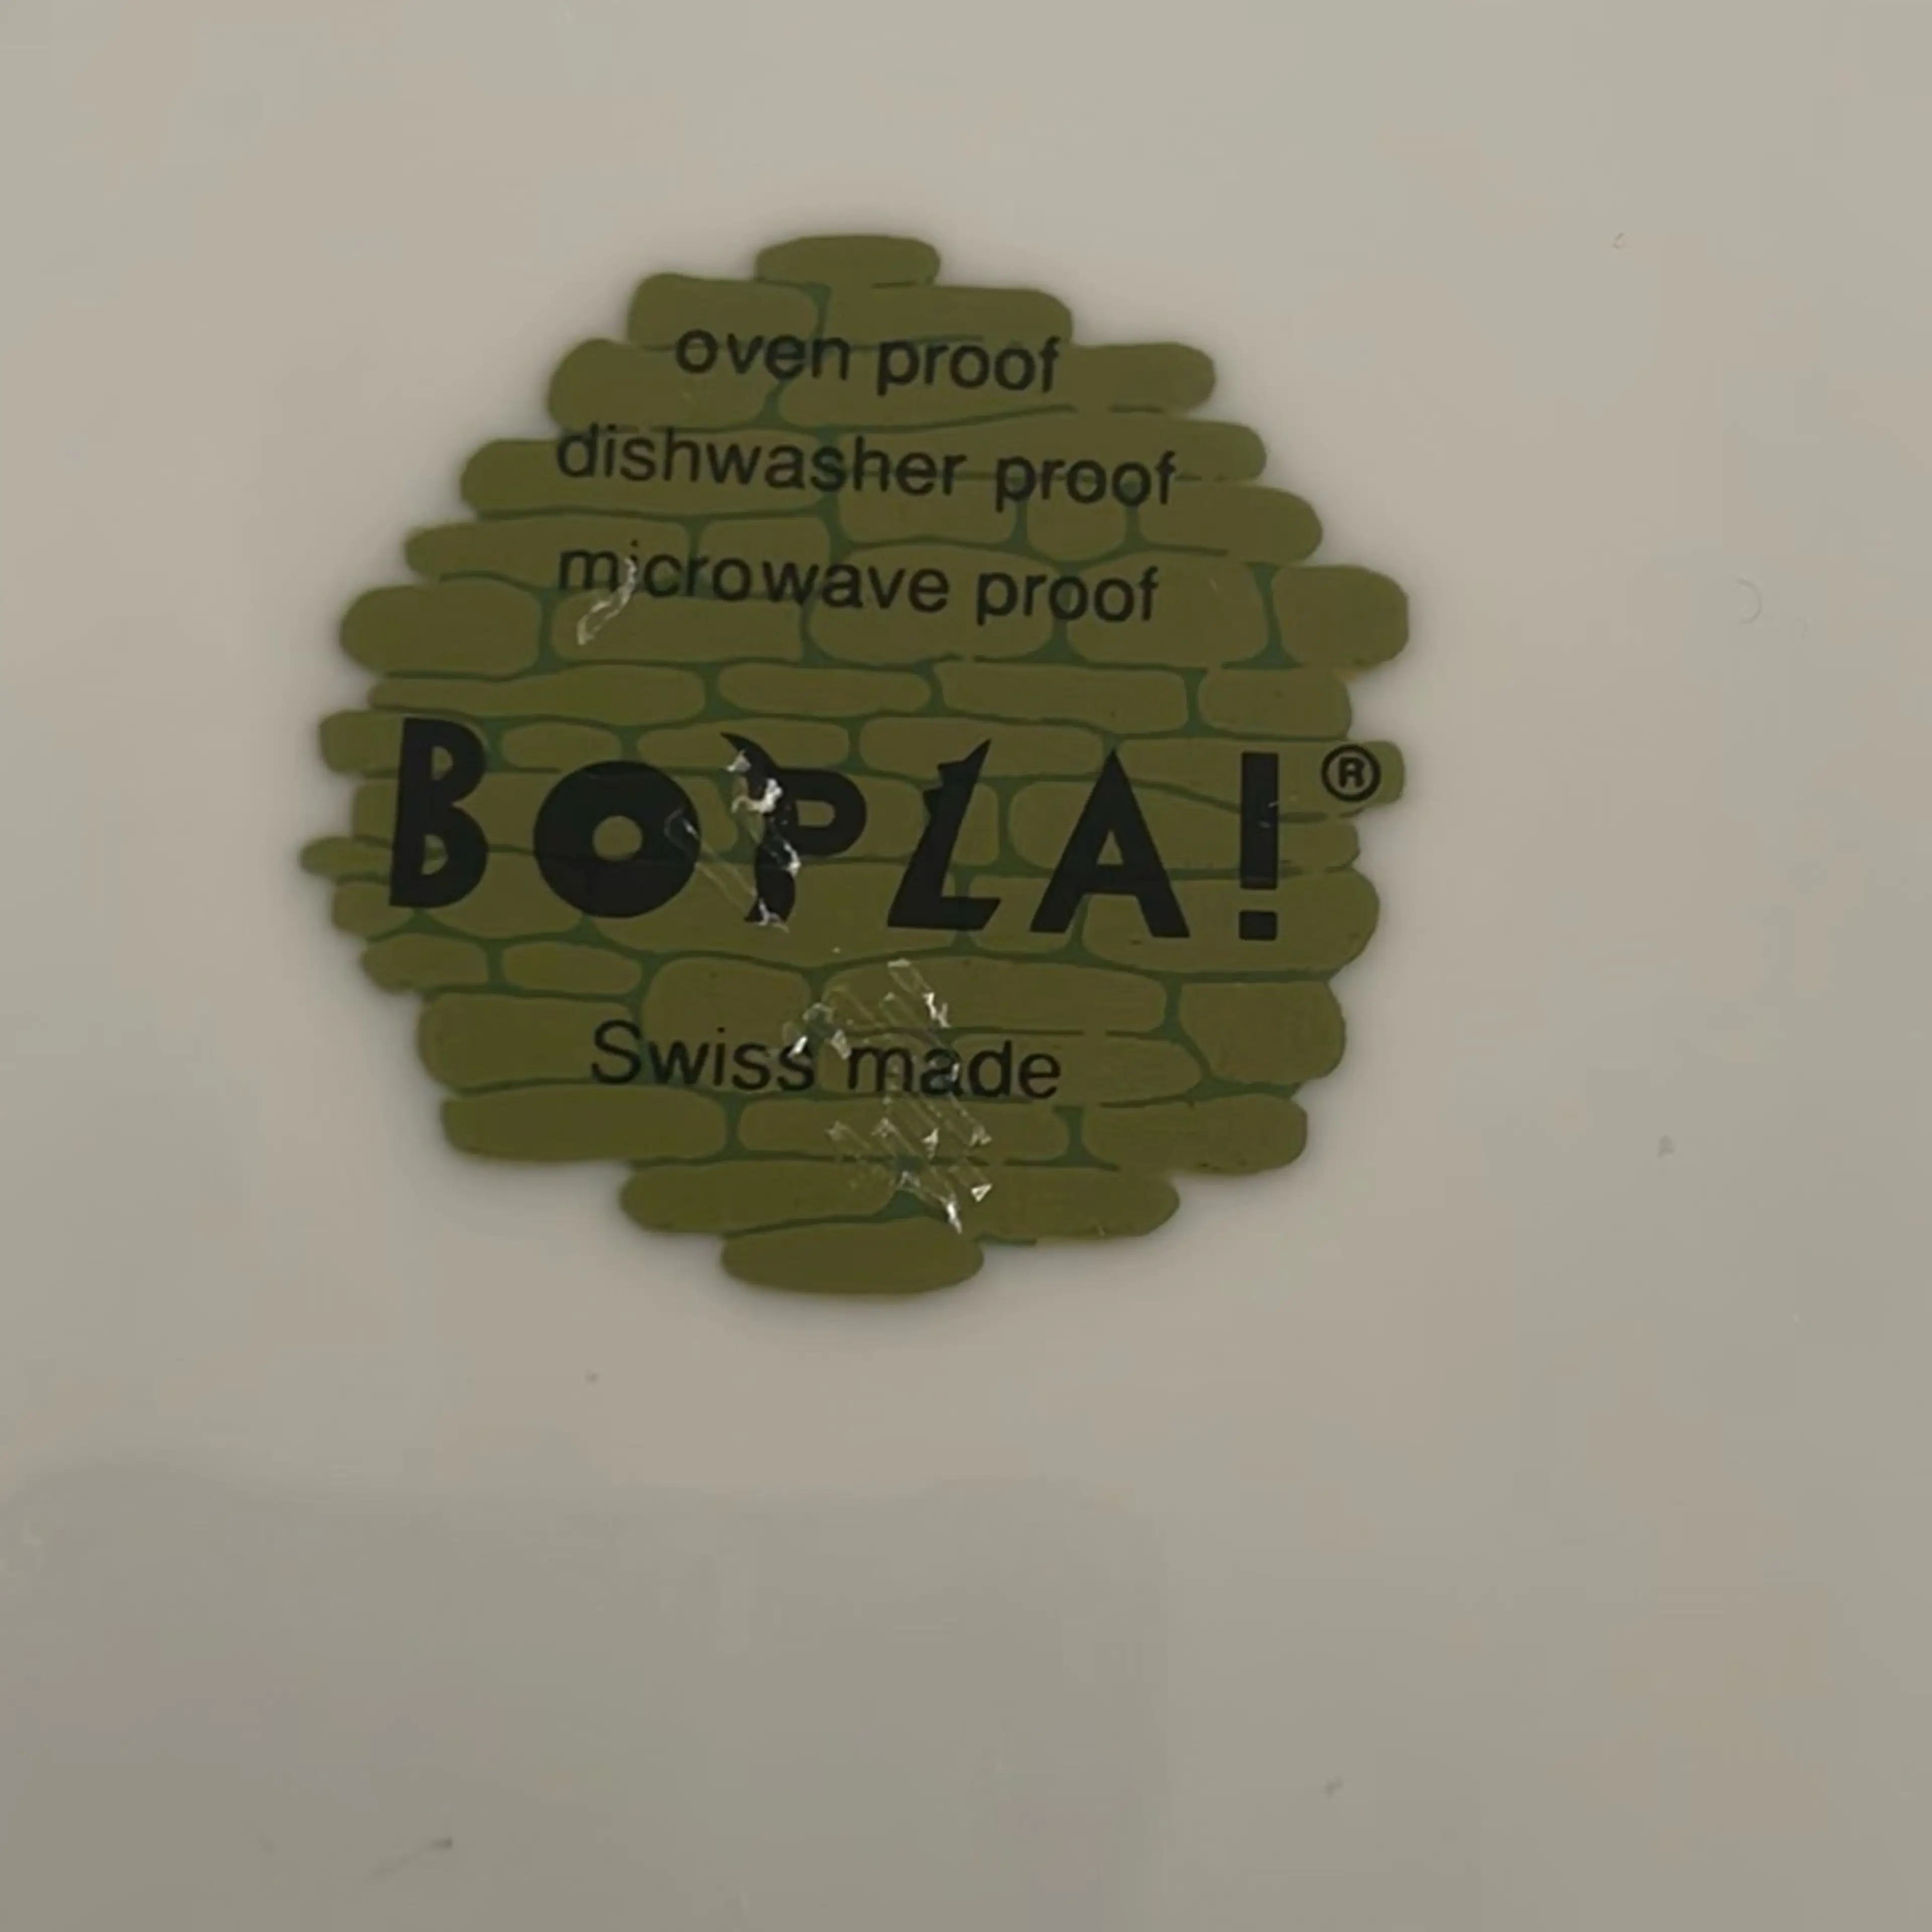 oven proof
dishwasher proof
microwave proof
BOPLA!®
Swiss made